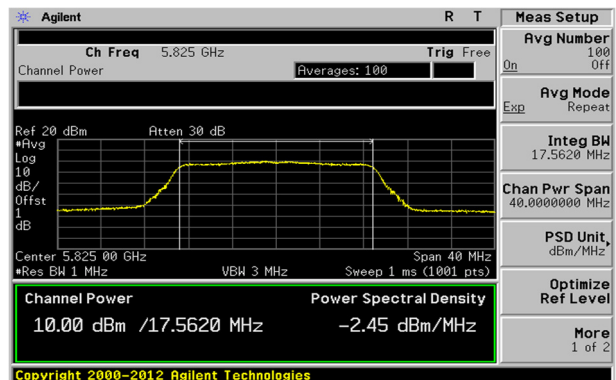 Agilent R T
Ch Freq 5.825 GHz Trig Free
Channel Power Averages: 100
Ref 20 dBm Atten 30 dB
#Avg
Log
10
dB/
Offst
1
dB
Center 5.825 00 GHz Span 40 MHz
#Res BW 1 MHz VBW 3 MHz Sweep 1 ms (1001 pts)
Channel Power Power Spectral Density
10.00 dBm /17.5620 MHz -2.45 dBm/MHz
Copyright 2000-2012 Agilent Technologies
Meas Setup
Avg Number
100
On Off
Avg Mode
Exp Repeat
Integ BW
17.5620 MHz
Chan Pwr Span
40.0000000 MHz
PSD Unit
dBm/MHz
Optimize
Ref Level
More
1 of 2